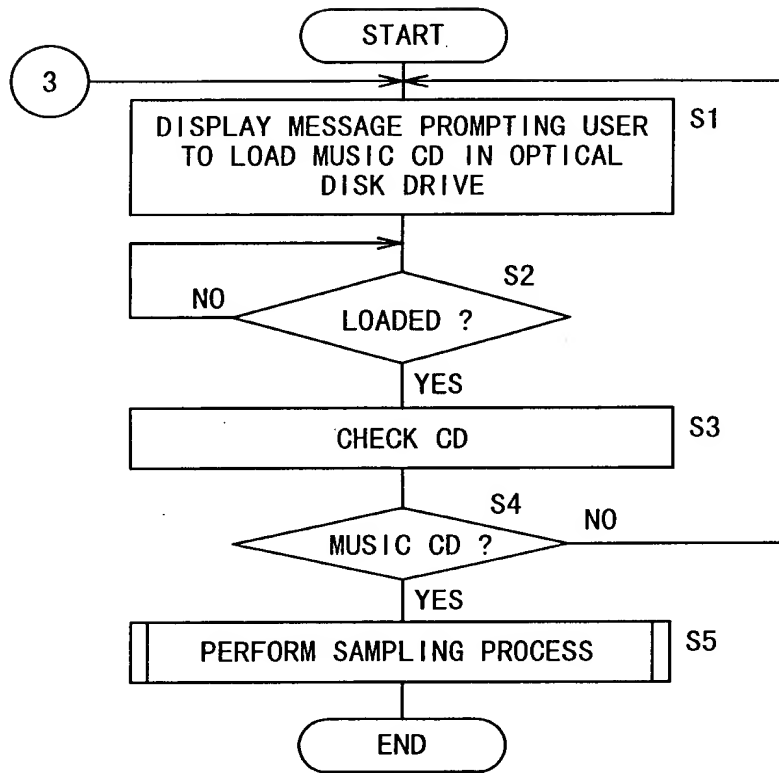 START
3
DISPLAY MESSAGE PROMPTING USER
TO LOAD MUSIC CD IN OPTICAL
DISK DRIVE
S1
S2
NO
LOADED ?
YES
CHECK CD
S3
S4
NO
MUSIC CD ?
YES
PERFORM SAMPLING PROCESS
S5
END